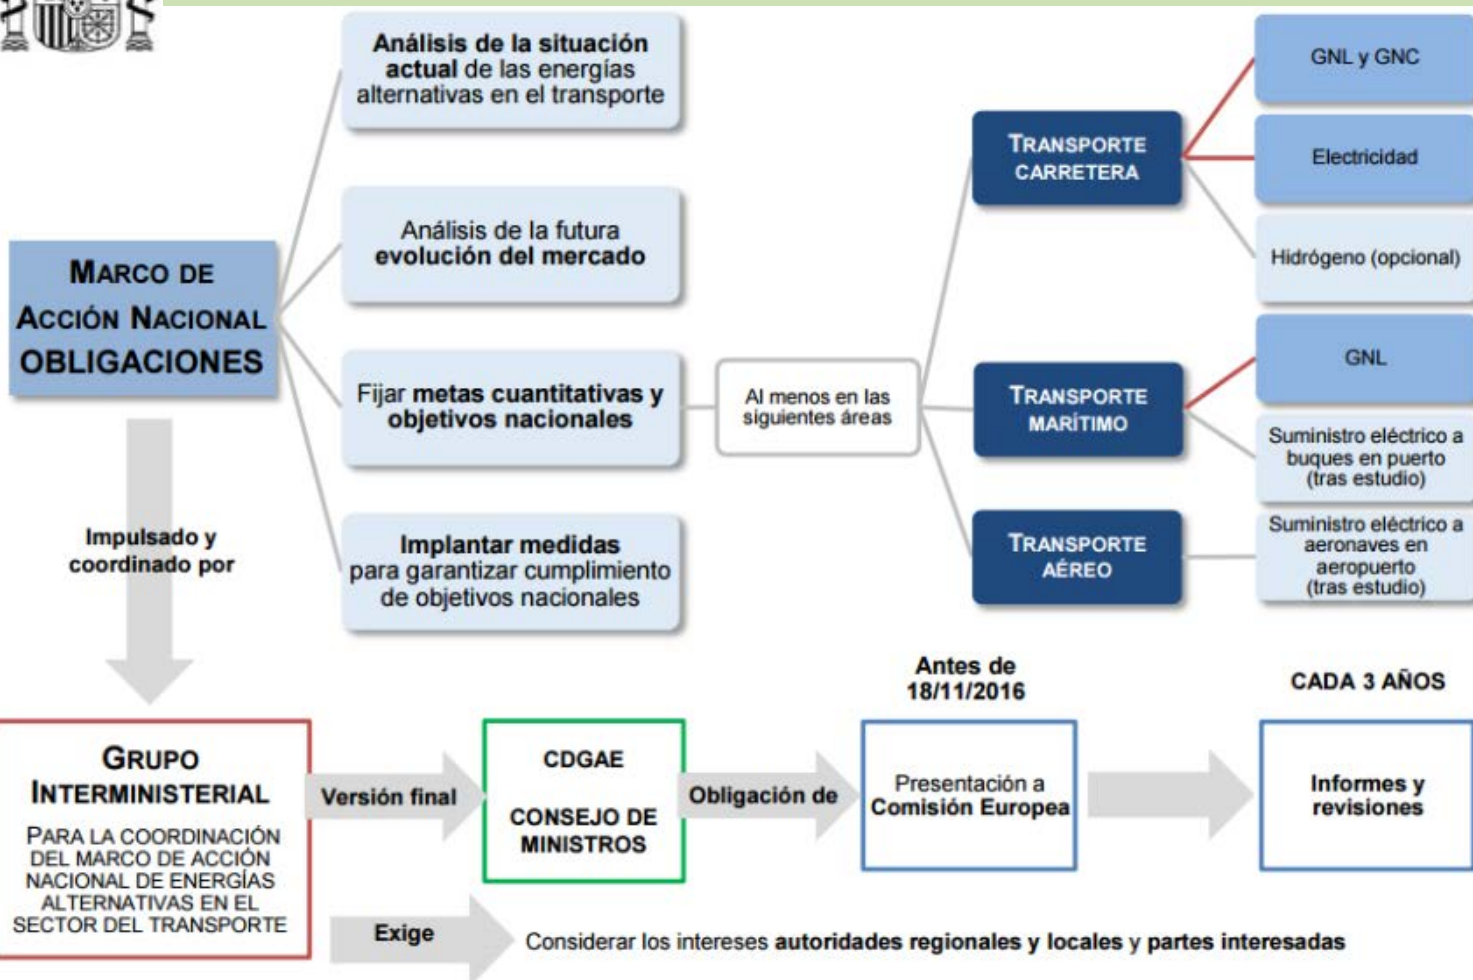 Análisis de la situación
actual de las energías
alternativas en el transporte
Análisis de la futura
evolución del mercado
MARCO DE
ACCIÓN NACIONAL
OBLIGACIONES
Fijar metas cuantitativas y
objetivos nacionales
Implantar medidas
para garantizar cumplimiento
de objetivos nacionales
Al menos en las
siguientes áreas
TRANSPORTE
CARRETERA
GNL y GNC
Electricidad
Hidrógeno (opcional)
TRANSPORTE
MARÍTIMO
GNL
Suministro eléctrico a
buques en puerto
(tras estudio)
TRANSPORTE
AÉREO
Suministro eléctrico a
aeronaves en
aeropuerto
(tras estudio)
Impulsado y
coordinado por
GRUPO
INTERMINISTERIAL
PARA LA COORDINACIÓN
DEL MARCO DE ACCIÓN
NACIONAL DE ENERGÍAS
ALTERNATIVAS EN EL
SECTOR DEL TRANSPORTE
Versión final
CDGAE
CONSEJO DE
MINISTROS
Obligación de
Antes de
18/11/2016
Presentación a
Comisión Europea
CADA 3 AÑOS
Informes y
revisiones
Exige
Considerar los intereses autoridades regionales y locales y partes interesadas